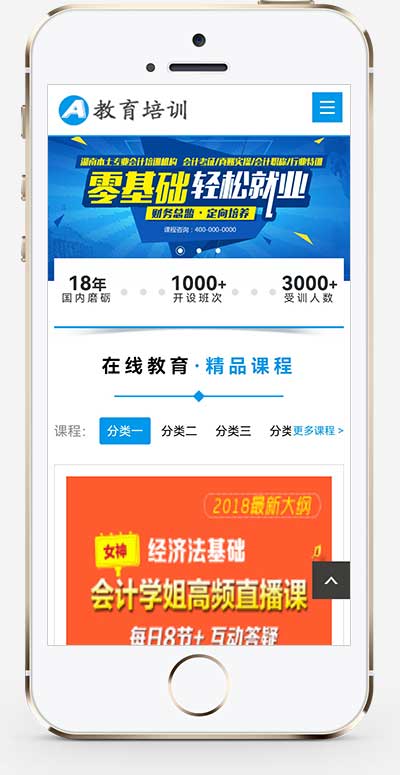 A 教育培训
湖南本土专业会计培训机构 会计考证/真账实操/会计职称/行业特训
零基础轻松就业
财务总监·定向培养
课程咨询：400-000-0000
18年 1000+ 3000+
国内磨砺 开设班次 受训人数
在线教育·精品课程
课程： 分类一 分类二 分类三 分类 更多课程 >
2018最新大纲
女神 经济法基础
会计学姐高频直播课
每日8节+ 互动答疑